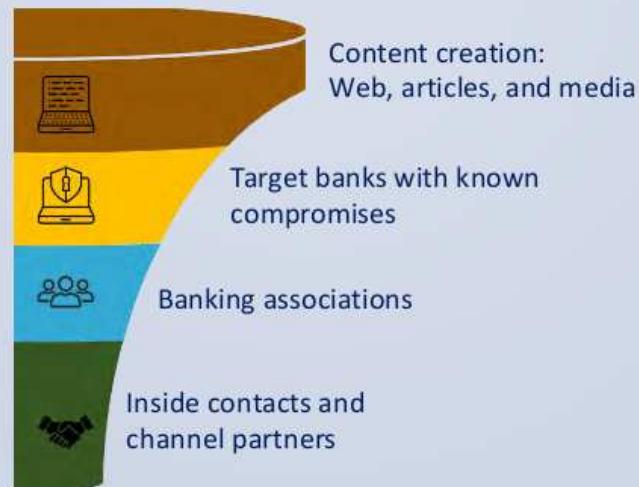 Content creation:
Web, articles, and media
Target banks with known
compromises
Banking associations
Inside contacts and
channel partners